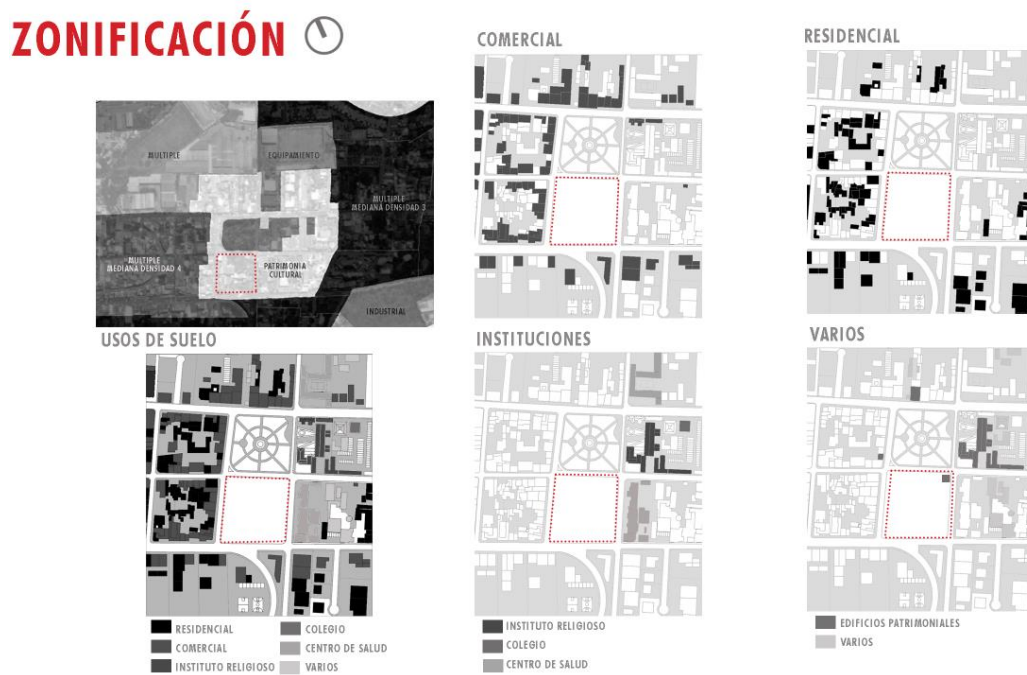 ZONIFICACIÓN
MULTIPLE
EQUIPAMIENTO
MULTIPLE
MEDIANA DENSIDAD 3
MULTIPLE
MEDIANA DENSIDAD 4
PATRIMONIA
CULTURAL
INDUSTRIAL
COMERCIAL
RESIDENCIAL
USOS DE SUELO
RESIDENCIAL
COMERCIAL
INSTITUTO RELIGIOSO
COLEGIO
CENTRO DE SALUD
VARIOS
INSTITUCIONES
INSTITUTO RELIGIOSO
COLEGIO
CENTRO DE SALUD
VARIOS
EDIFICIOS PATRIMONIALES
VARIOS